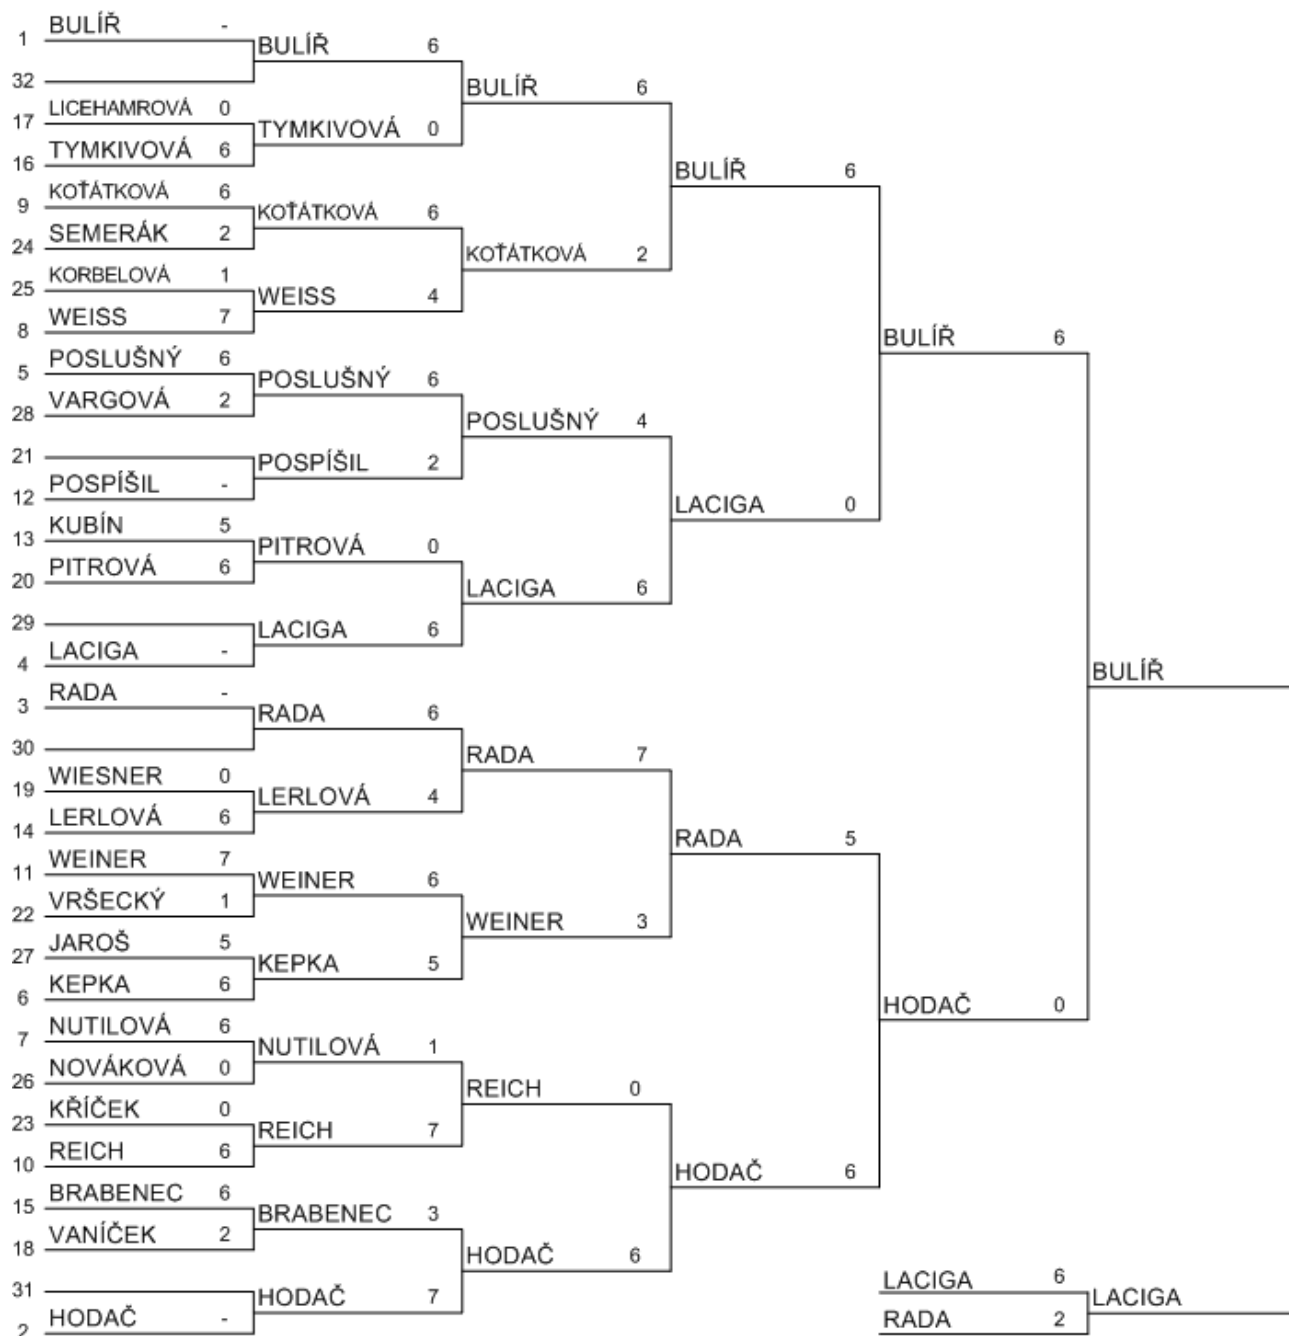 1 BULÍŘ -
32
17 LICEHAMROVÁ 0
16 TYMKIVOVÁ 6
9 KOŤÁTKOVÁ 6
24 SEMERÁK 2
25 KORBELOVÁ 1
8 WEISS 7
5 POSLUŠNÝ 6
28 VARGOVÁ 2
21
12 POSPÍŠIL -
13 KUBÍN 5
20 PITROVÁ 6
29
4 LACIGA -
3 RADA -
30
19 WIESNER 0
14 LERLOVÁ 6
11 WEINER 7
22 VRŠECKÝ 1
27 JAROŠ 5
6 KEPKA 6
7 NUTILOVÁ 6
26 NOVÁKOVÁ 0
23 KŘÍČEK 0
10 REICH 6
15 BRABENEC 6
18 VANÍČEK 2
31
2 HODAČ -
BULÍŘ 6
TYMKIVOVÁ 0
KOŤÁTKOVÁ 6
WEISS 4
POSLUŠNÝ 6
POSPÍŠIL 2
PITROVÁ 0
LACIGA 6
RADA 6
LERLOVÁ 4
WEINER 6
KEPKA 5
NUTILOVÁ 1
REICH 7
BRABENEC 3
HODAČ 7
BULÍŘ 6
KOŤÁTKOVÁ 2
POSLUŠNÝ 4
LACIGA 6
RADA 7
WEINER 3
REICH 0
HODAČ 6
BULÍŘ 6
LACIGA 0
RADA 5
HODAČ 6
BULÍŘ 6
HODAČ 0
BULÍŘ
LACIGA 6
RADA 2
LACIGA